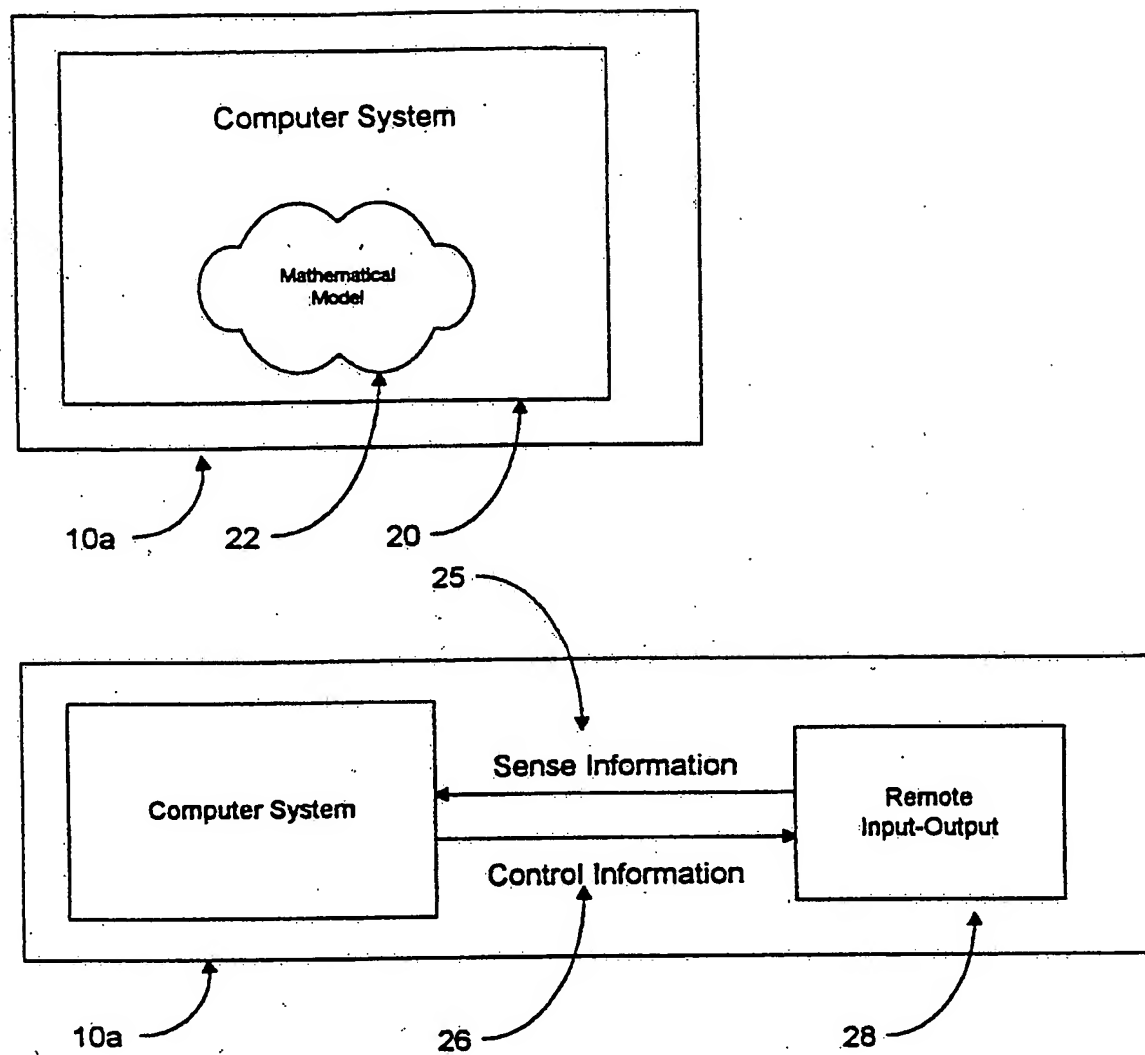 Computer System
Mathematical
Model
10a
22
20
25
Sense Information
Computer System
Remote
Input-Output
Control Information
10a
26
28